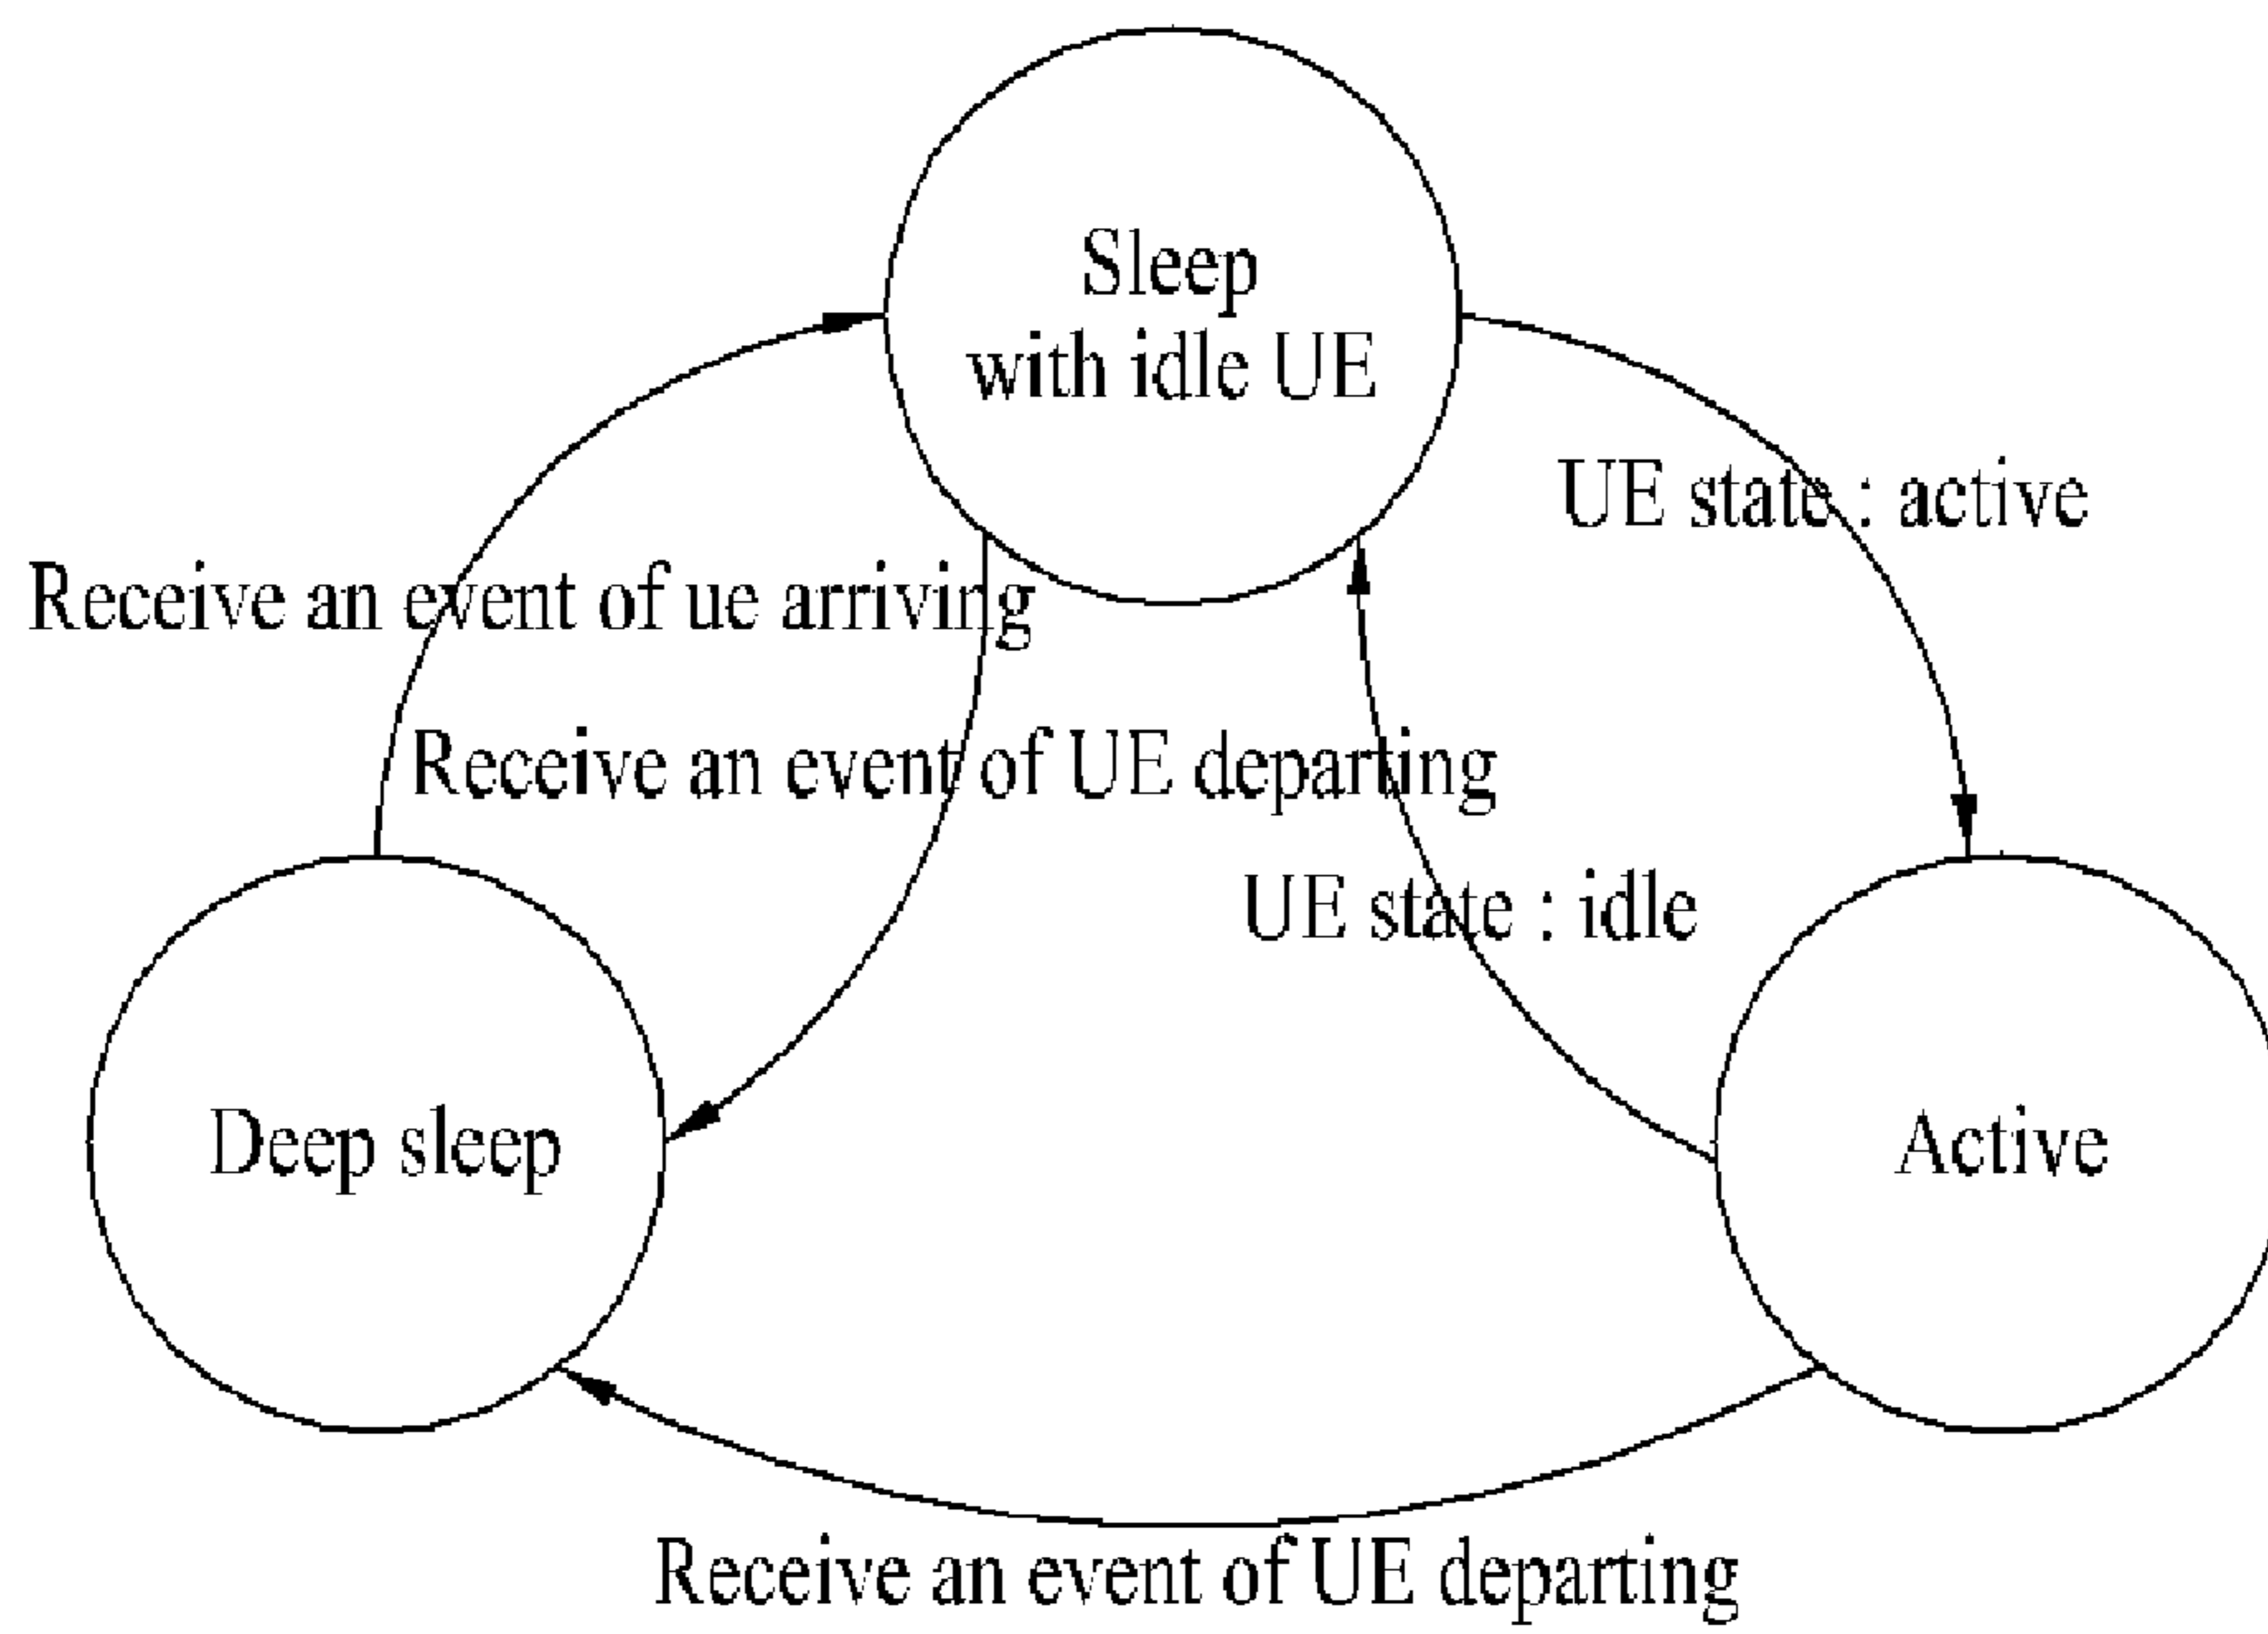 Sleep
with idle UE
UE state : active
Receive an event of ue arriving
Receive an event of UE departing
UE state : idle
Deep sleep
Active
Receive an event of UE departing